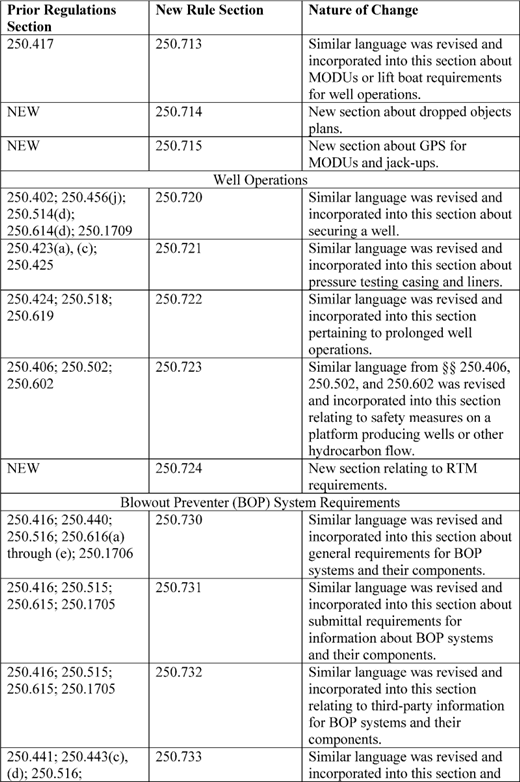 Prior Regulations Section
New Rule Section
Nature of Change
250.417
250.713
Similar language was revised and
incorporated into this section about
MODUs or lift boat requirements
for well operations.
NEW
250.714
New section about dropped objects
plans.
NEW
250.715
New section about GPS for
MODUs and jack-ups.
Well Operations
250.402; 250.456(j);
250.514(d);
250.614(d); 250.1709
250.720
Similar language was revised and
incorporated into this section about
securing a well.
250.423(a), (c);
250.425
250.721
Similar language was revised and
incorporated into this section about
pressure testing casing and liners.
250.424; 250.518;
250.619
250.722
Similar language was revised and
incorporated into this section
pertaining to prolonged well
operations.
250.406; 250.502;
250.602
250.723
Similar language from §§ 250.406,
250.502, and 250.602 was revised
and incorporated into this section
relating to safety measures on a
platform producing wells or other
hydrocarbon flow.
NEW
250.724
New section relating to RTM
requirements.
Blowout Preventer (BOP) System Requirements
250.416; 250.440;
250.516; 250.616(a)
through (e); 250.1706
250.730
Similar language was revised and
incorporated into this section about
general requirements for BOP
systems and their components.
250.416; 250.515;
250.615; 250.1705
250.731
Similar language was revised and
incorporated into this section about
submittal requirements for
information about BOP systems
and their components.
250.416; 250.515;
250.615; 250.1705
250.732
Similar language was revised and
incorporated into this section
relating to third-party information
for BOP systems and their
components.
250.441; 250.443(c),
(d); 250.516;
250.733
Similar language was revised and
incorporated into this section and